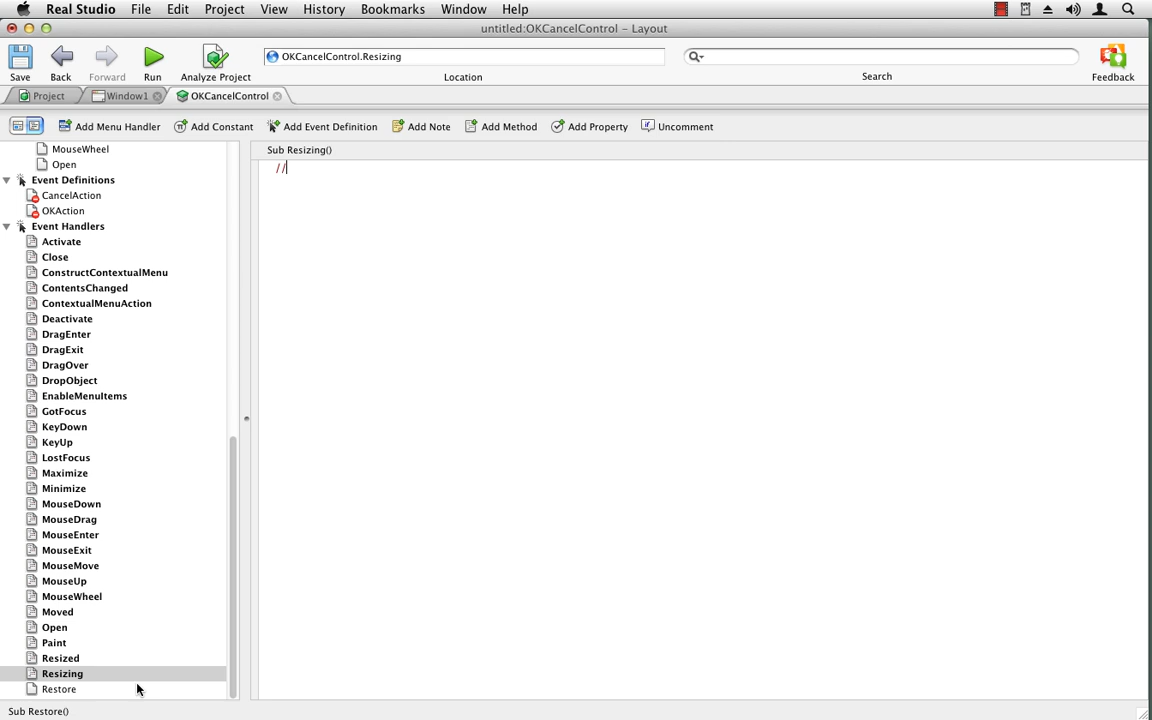 Real Studio File Edit Project View History Bookmarks Window Help
untitled:OKCancelControl – Layout
OKCancelControl.Resizing
Save Back Forward Run Analyze Project Location Search Feedback
Project Window1 OKCancelControl
Add Menu Handler Add Constant Add Event Definition Add Note Add Method Add Property Uncomment
MouseWheel
Open
Event Definitions
CancelAction
OKAction
Event Handlers
Activate
Close
ConstructContextualMenu
ContentsChanged
ContextualMenuAction
Deactivate
DragEnter
DragExit
DragOver
DropObject
EnableMenuItems
GotFocus
KeyDown
KeyUp
LostFocus
Maximize
Minimize
MouseDown
MouseDrag
MouseEnter
MouseExit
MouseMove
MouseUp
MouseWheel
Moved
Open
Paint
Resized
Resizing
Restore
Sub Resizing()
//
Sub Restore()